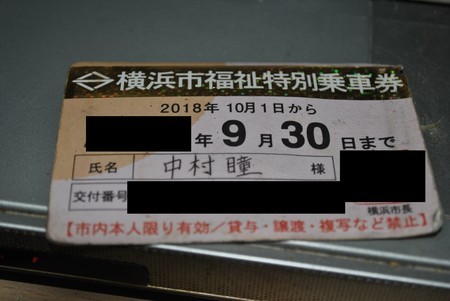 横浜市福祉特別乗車券
2018年 10月1日から
年 9月30日まで
氏名 中村瞳 様
交付番号
横浜市長
【市内本人限り有効／貸与・譲渡・複写など禁止】